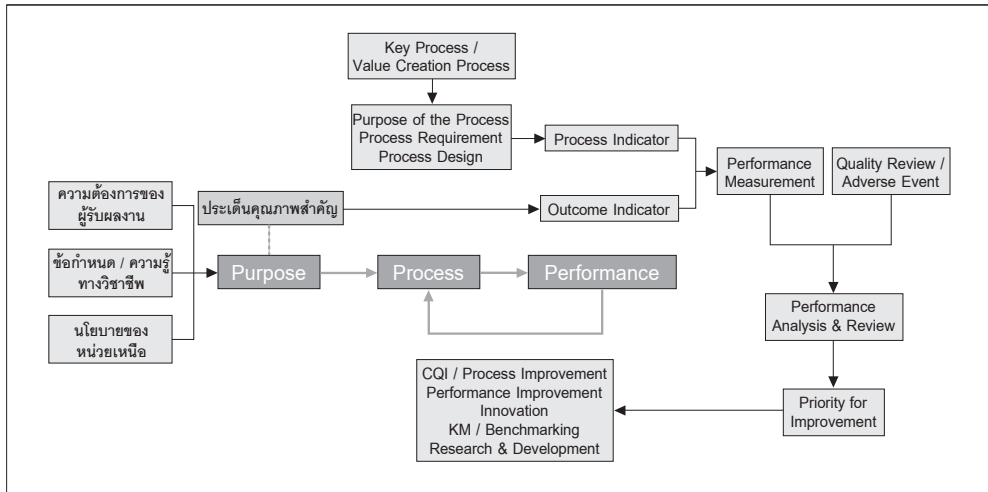 Key Process /
Value Creation Process
Purpose of the Process
Process Requirement
Process Design
Process Indicator
Performance
Measurement
Quality Review /
Adverse Event
ความต้องการของ
ผู้รับผลงาน
ประเด็นคุณภาพสำคัญ
Outcome Indicator
ข้อกำหนด / ความรู้
ทางวิชาชีพ
Purpose
Process
Performance
นโยบายของ
หน่วยเหนือ
Performance
Analysis & Review
CQI / Process Improvement
Performance Improvement
Innovation
KM / Benchmarking
Research & Development
Priority for
Improvement